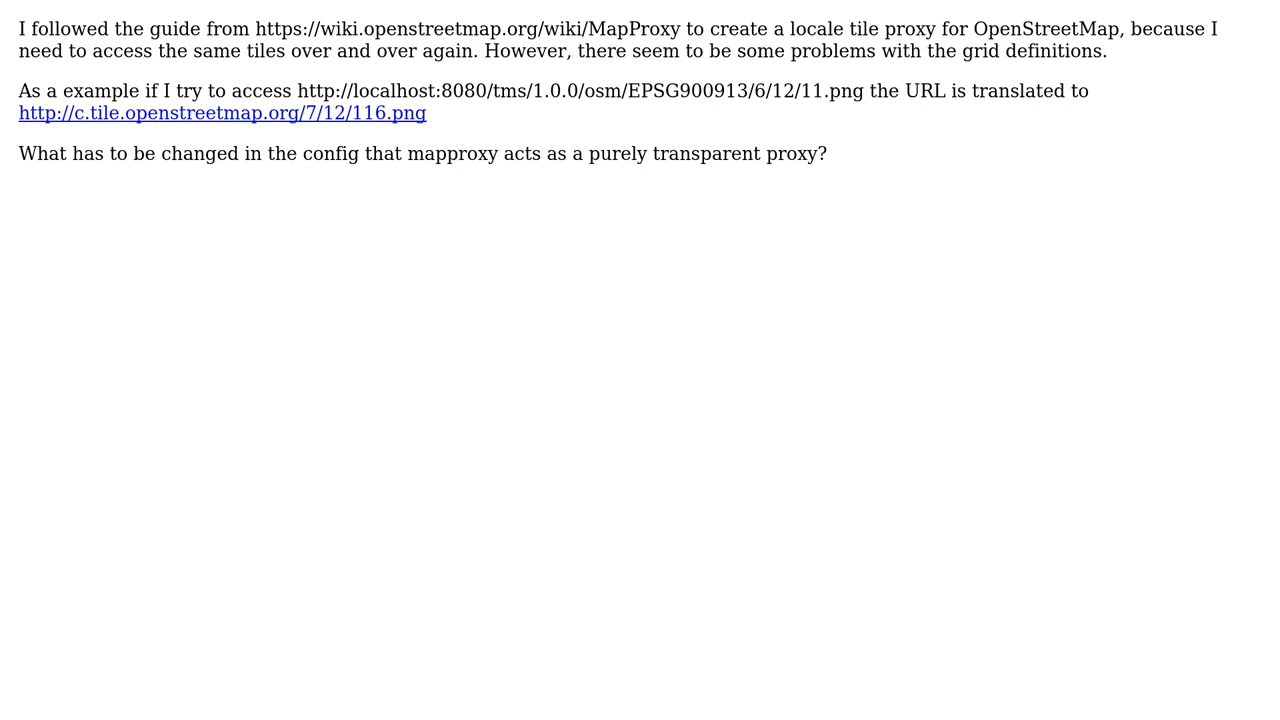 I followed the guide from https://wiki.openstreetmap.org/wiki/MapProxy to create a locale tile proxy for OpenStreetMap, because I
need to access the same tiles over and over again. However, there seem to be some problems with the grid definitions.
As a example if I try to access http://localhost:8080/tms/1.0.0/osm/EPSG900913/6/12/11.png the URL is translated to
http://c.tile.openstreetmap.org/7/12/116.png
What has to be changed in the config that mapproxy acts as a purely transparent proxy?